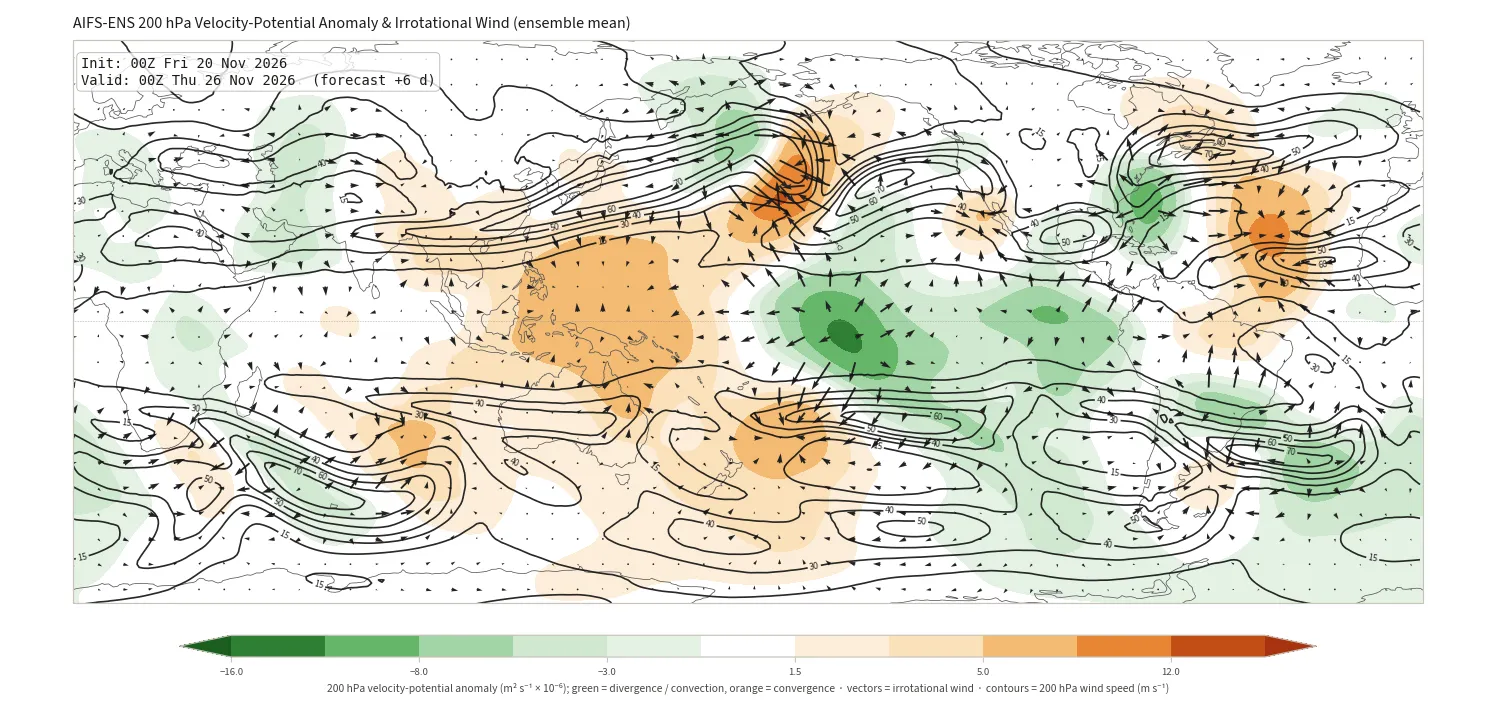 AIFS-ENS 200 hPa Velocity-Potential Anomaly & Irrotational Wind (ensemble mean)
Init: 00Z Fri 20 Nov 2026
Valid: 00Z Thu 26 Nov 2026 (forecast +6 d)
−16.0 −8.0 −3.0 1.5 5.0 12.0
200 hPa velocity-potential anomaly (m² s⁻¹ × 10⁻⁶); green = divergence / convection, orange = convergence · vectors = irrotational wind · contours = 200 hPa wind speed (m s⁻¹)